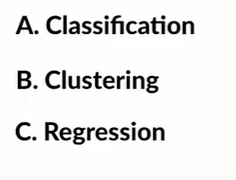 A. Classification
B. Clustering
C. Regression